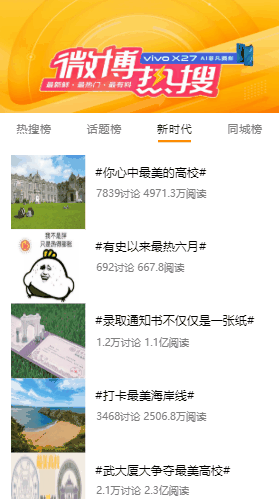 微博热搜
vivo X27 AI非凡摄影
最新鲜·最热门·最有料
热搜榜 话题榜 新时代 同城榜
#你心中最美的高校#
7839讨论 4971.3万阅读
我不是胖
只是热得膨胀
#有史以来最热六月#
692讨论 667.8阅读
#录取通知书不仅仅是一张纸#
1.2万讨论 1.1亿阅读
#打卡最美海岸线#
3468讨论 2506.8万阅读
#武大厦大争夺最美高校#
2.1万讨论 2.3亿阅读